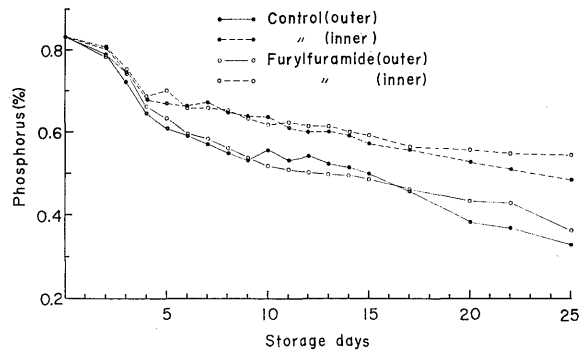 Control (outer)
〃 (inner)
Furylfuramide (outer)
〃 (inner)
Phosphorus (%)
0.8
0.6
0.4
0.2
5 10 15 20 25
Storage days